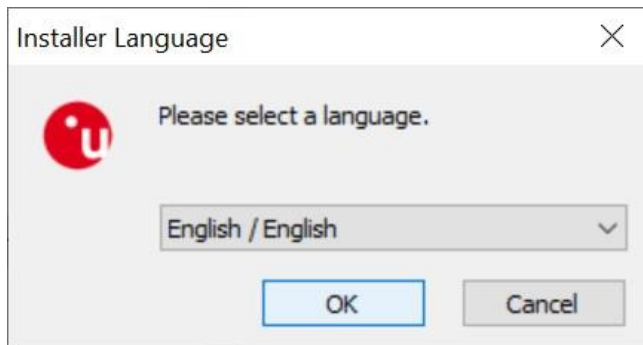 Installer Language
u
Please select a language.
English / English
OK
Cancel